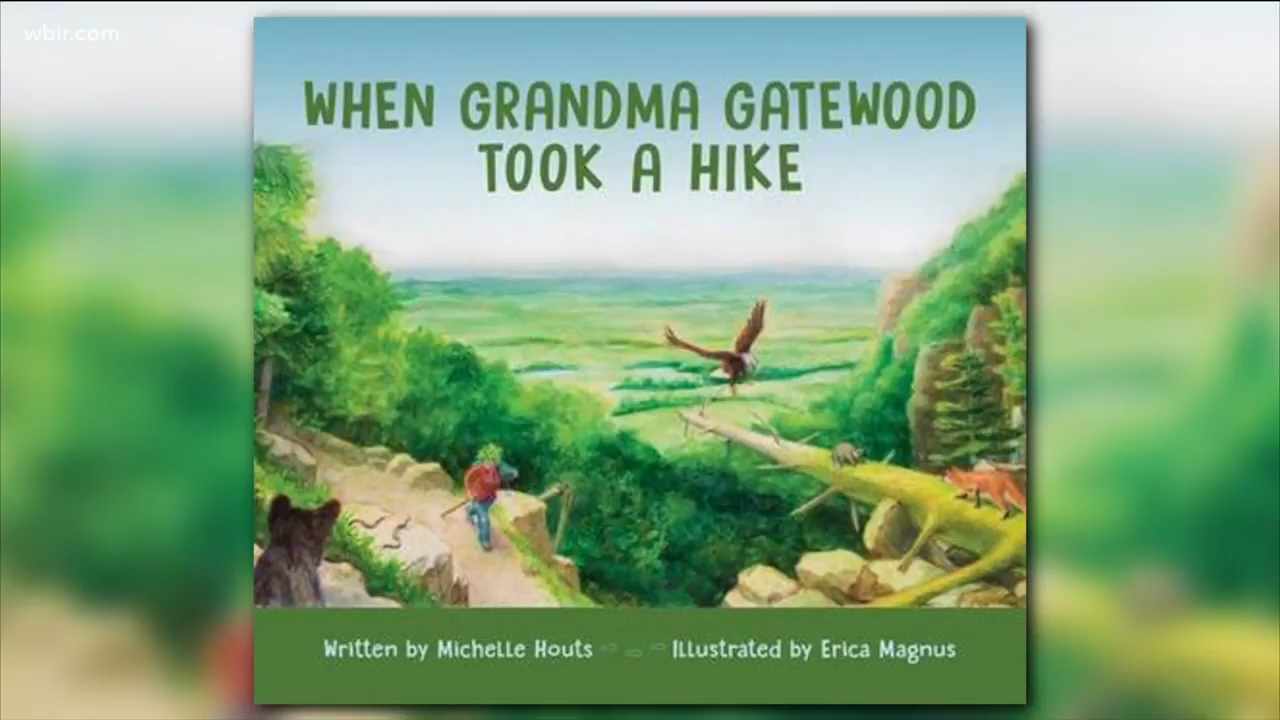 wbir.com
WHEN GRANDMA GATEWOOD
TOOK A HIKE
Written by Michelle Houts
Illustrated by Erica Magnus